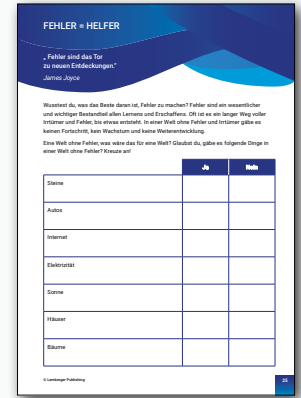 FEHLER = HELFER
„ Fehler sind das Tor
zu neuen Entdeckungen."
James Joyce
Wusstest du, was das Beste daran ist, Fehler zu machen? Fehler sind ein wesentlicher
und wichtiger Bestandteil allen Lernens und Erschaffens. Oft ist es ein langer Weg voller
Irrtümer und Fehler, bis etwas entsteht. In einer Welt ohne Fehler und Irrtümer gäbe es
keinen Fortschritt, kein Wachstum und keine Weiterentwicklung.
Eine Welt ohne Fehler, was wäre das für eine Welt? Glaubst du, gäbe es folgende Dinge in
einer Welt ohne Fehler? Kreuze an!
Ja Nein
Steine
Autos
Internet
Elektrizität
Sonne
Häuser
Bäume
© Lemberger Publishing 25